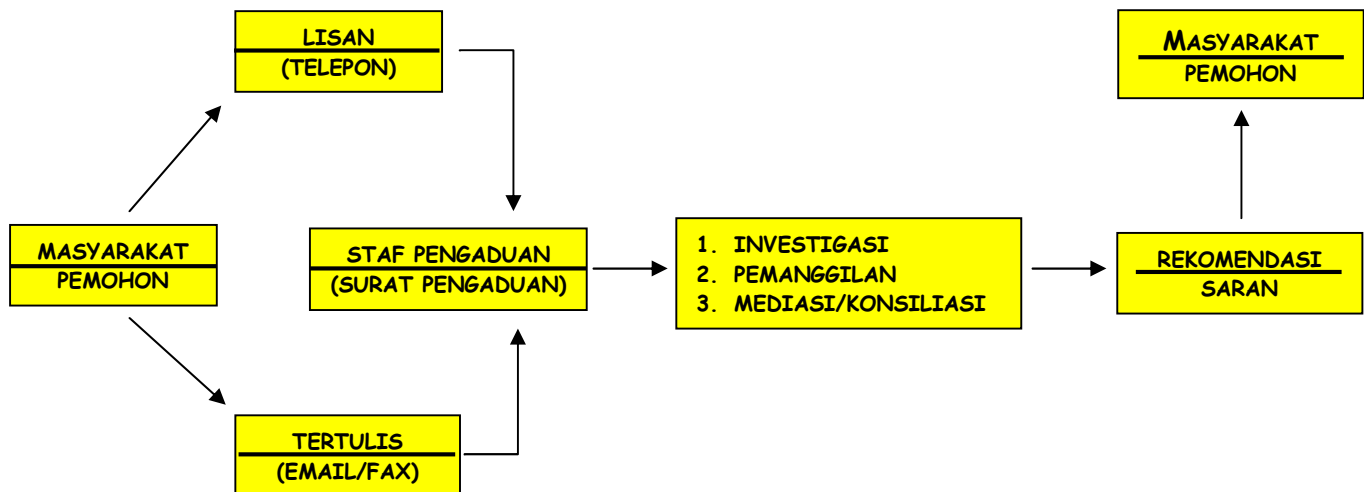 LISAN
(TELEPON)
MASYARAKAT
PEMOHON
MASYARAKAT
PEMOHON
STAF PENGADUAN
(SURAT PENGADUAN)
1. INVESTIGASI
2. PEMANGGILAN
3. MEDIASI/KONSILIASI
REKOMENDASI
SARAN
TERTULIS
(EMAIL/FAX)